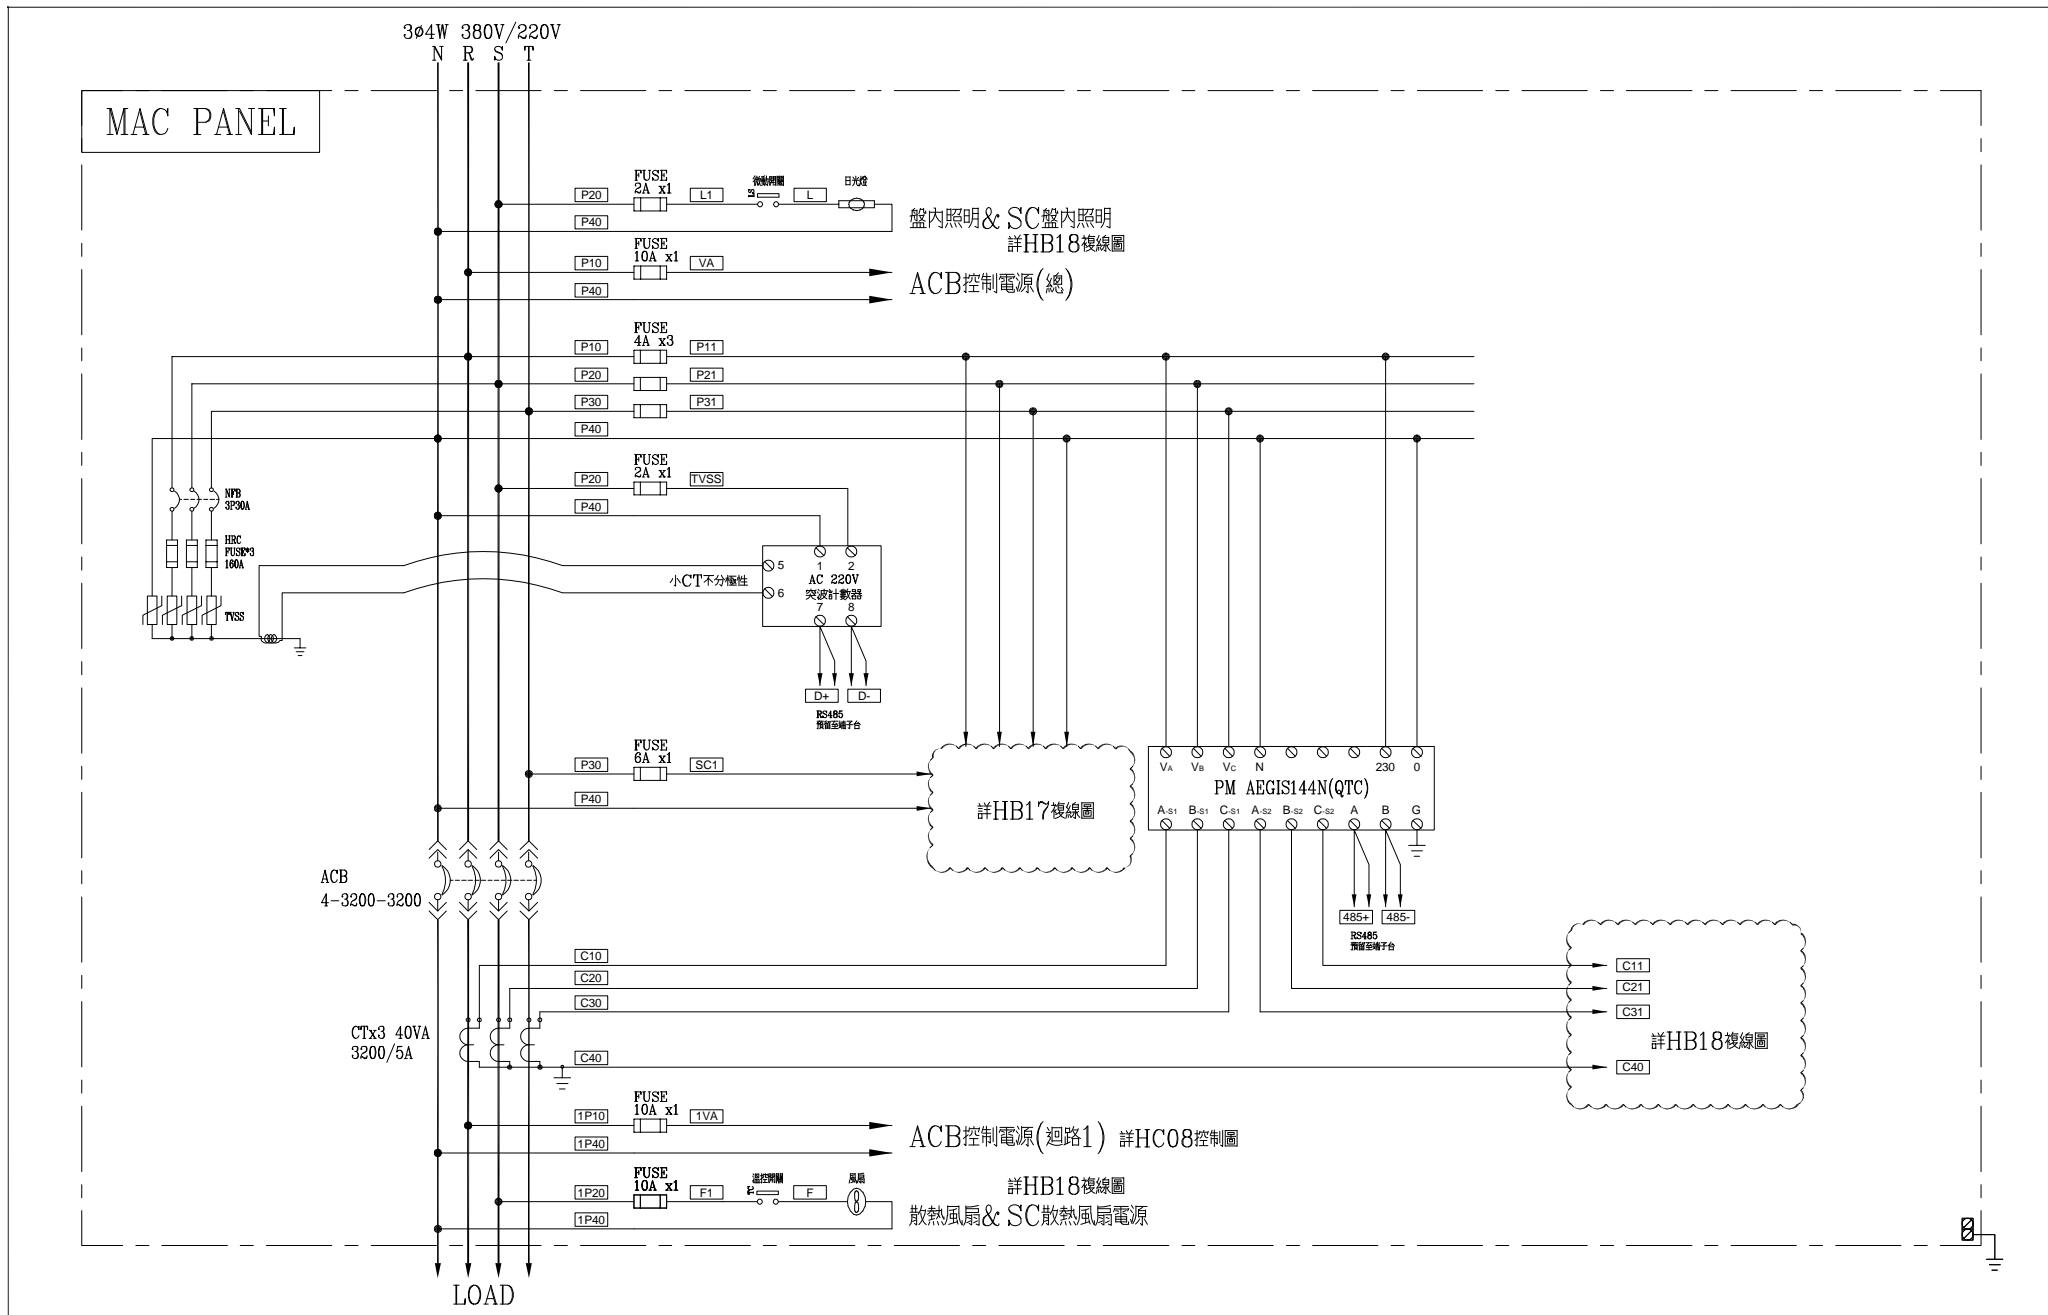 3ø4W 380V/220V
N R S T
MAC PANEL
FUSE
2A x1
P20
L1
LS
微動開關
L
日光燈
P40
盤內照明& SC盤內照明
詳HB18複線圖
FUSE
10A x1
P10
VA
P40
ACB控制電源(總)
FUSE
4A x3
P10
P11
P20
P21
P30
P31
P40
FUSE
2A x1
P20
TVSS
P40
NFB
3P30A
HRC
FUSE*3
160A
TVSS
小CT不分極性
5
6
1 2
AC 220V
突波計數器
7 8
D+
D-
RS485
預留至端子台
FUSE
6A x1
P30
SC1
P40
詳HB17複線圖
VA VB VC N 230 0
PM AEGIS144N(QTC)
A-S1 B-S1 C-S1 A-S2 B-S2 C-S2 A B G
485+
485-
RS485
預留至端子台
ACB
4-3200-3200
C10
C20
C30
CTx3 40VA
3200/5A
C40
C11
C21
C31
詳HB18複線圖
C40
FUSE
10A x1
1P10
1VA
1P40
ACB控制電源(迴路1) 詳HC08控制圖
FUSE
10A x1
1P20
F1
TC
溫控開關
F
風扇
1P40
詳HB18複線圖
散熱風扇& SC散熱風扇電源
LOAD